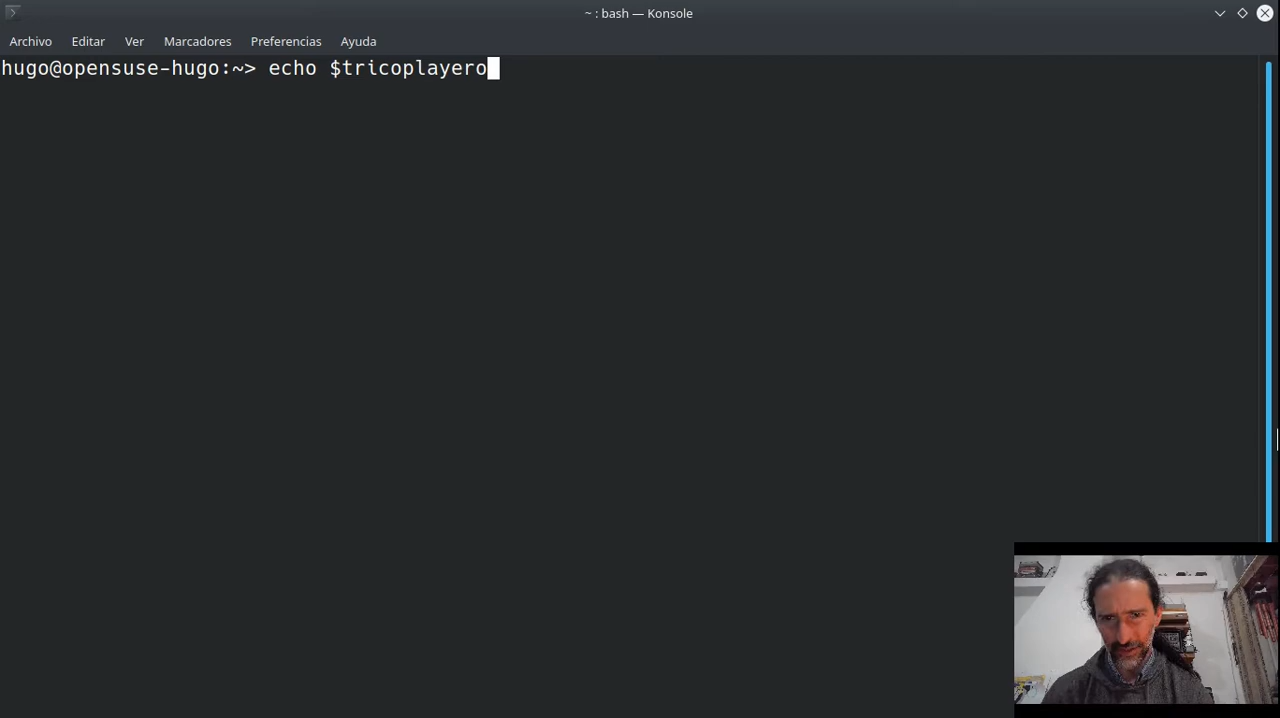 ~ : bash — Konsole
Archivo Editar Ver Marcadores Preferencias Ayuda
hugo@opensuse-hugo:~> echo $tricoplayero